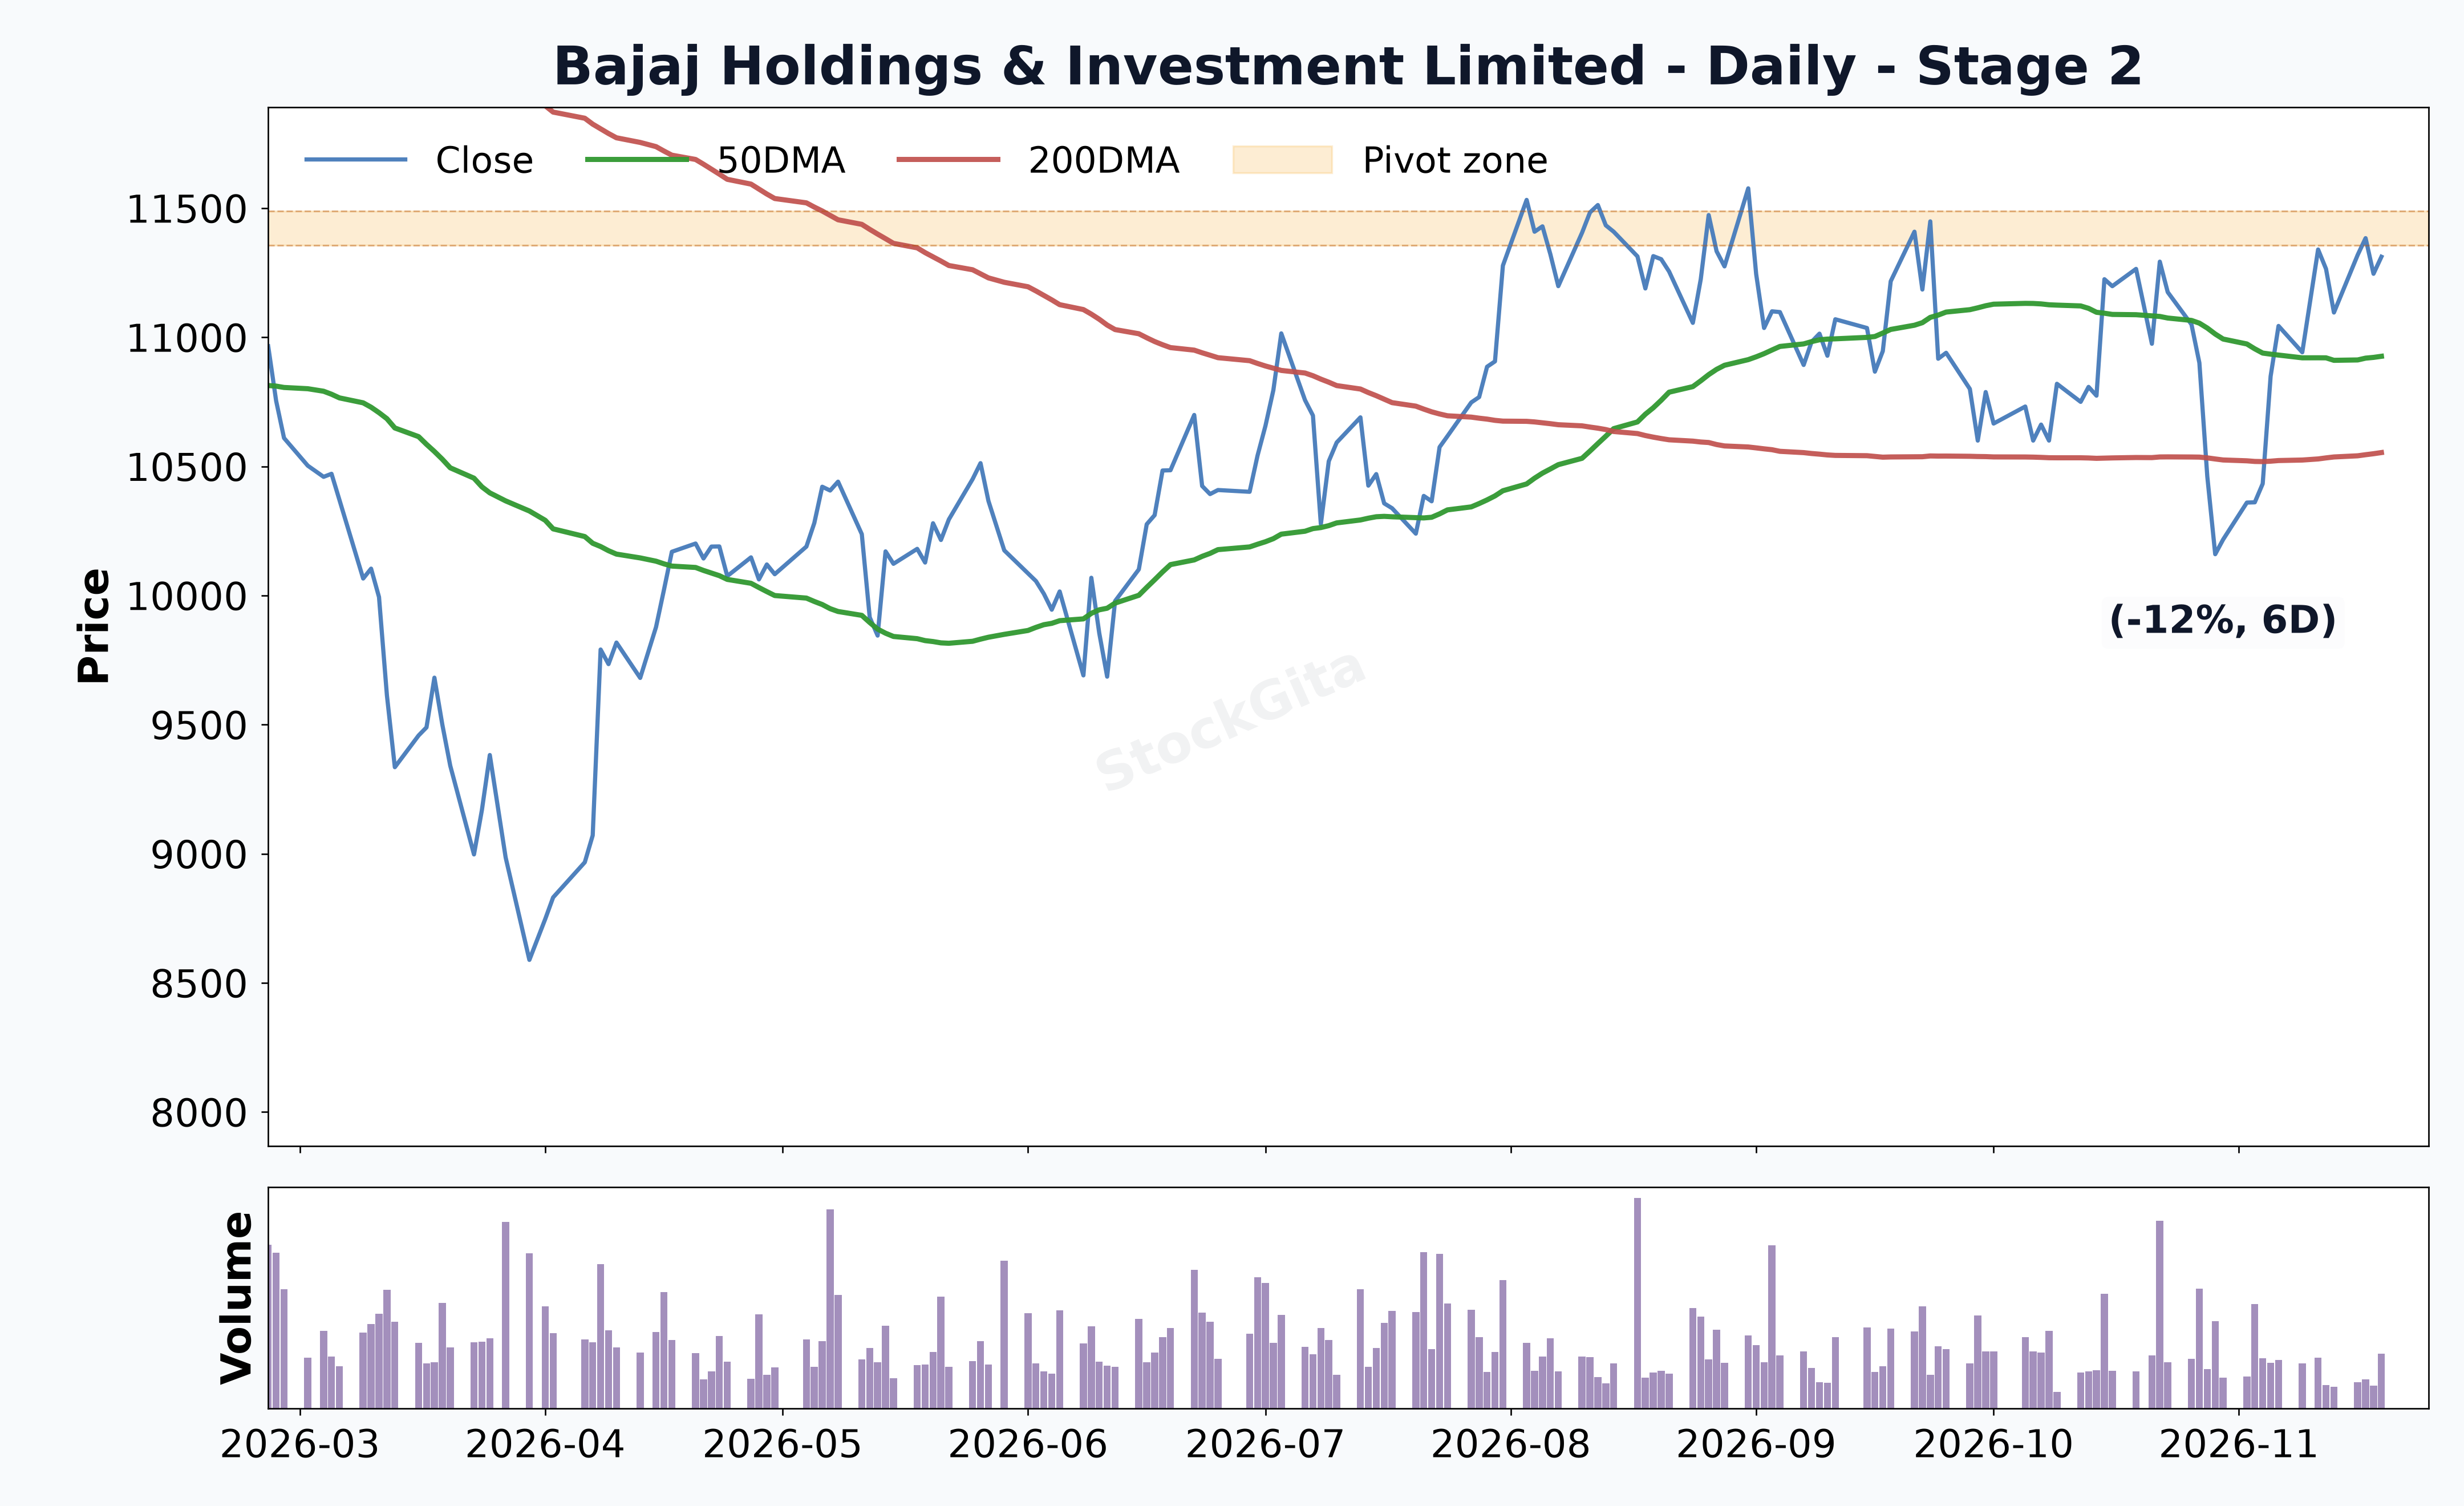 Bajaj Holdings & Investment Limited - Daily - Stage 2
Close 50DMA 200DMA Pivot zone
Price
11500
11000
10500
10000
9500
9000
8500
8000
(-12%, 6D)
StockGita
Volume
2026-03 2026-04 2026-05 2026-06 2026-07 2026-08 2026-09 2026-10 2026-11